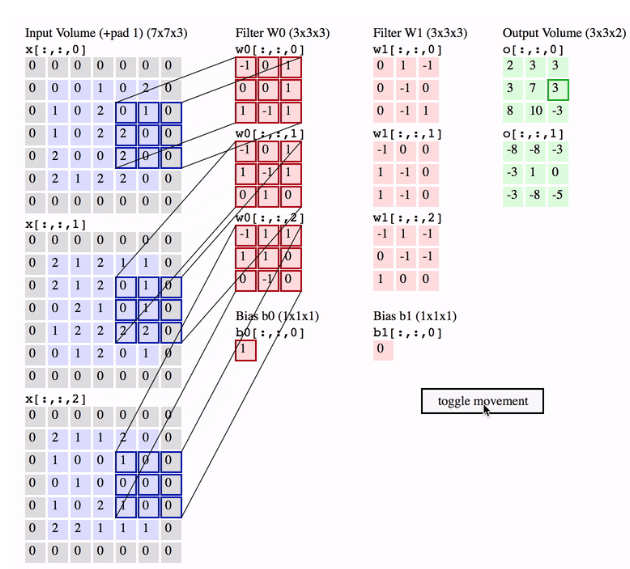 Input Volume (+pad 1) (7x7x3)
x[:,:,0]
0 0 0 0 0 0 0
0 0 0 1 0 2 0
0 1 0 2 0 1 0
0 1 0 2 2 0 0
0 2 0 0 2 0 0
0 2 1 2 2 0 0
0 0 0 0 0 0 0
x[:,:,1]
0 0 0 0 0 0 0
0 2 1 2 1 1 0
0 2 1 2 0 1 0
0 0 2 1 0 1 0
0 1 2 2 2 2 0
0 0 1 2 0 1 0
0 0 0 0 0 0 0
x[:,:,2]
0 0 0 0 0 0 0
0 2 1 1 2 0 0
0 1 0 0 1 0 0
0 0 1 0 0 0 0
0 1 0 2 1 0 0
0 2 2 1 1 1 0
0 0 0 0 0 0 0
Filter W0 (3x3x3)
w0[:,:,0]
-1 0 1
0 0 1
1 -1 1
w0[:,:,1]
-1 0 1
1 -1 1
0 1 0
w0[:,:,2]
-1 1 1
1 1 0
0 -1 0
Bias b0 (1x1x1)
b0[:,:,0]
1
Filter W1 (3x3x3)
w1[:,:,0]
0 1 -1
0 -1 0
0 -1 1
w1[:,:,1]
-1 0 0
1 -1 0
1 -1 0
w1[:,:,2]
-1 1 -1
0 -1 -1
1 0 0
Bias b1 (1x1x1)
b1[:,:,0]
0
Output Volume (3x3x2)
o[:,:,0]
2 3 3
3 7 3
8 10 -3
o[:,:,1]
-8 -8 -3
-3 1 0
-3 -8 -5
toggle movement